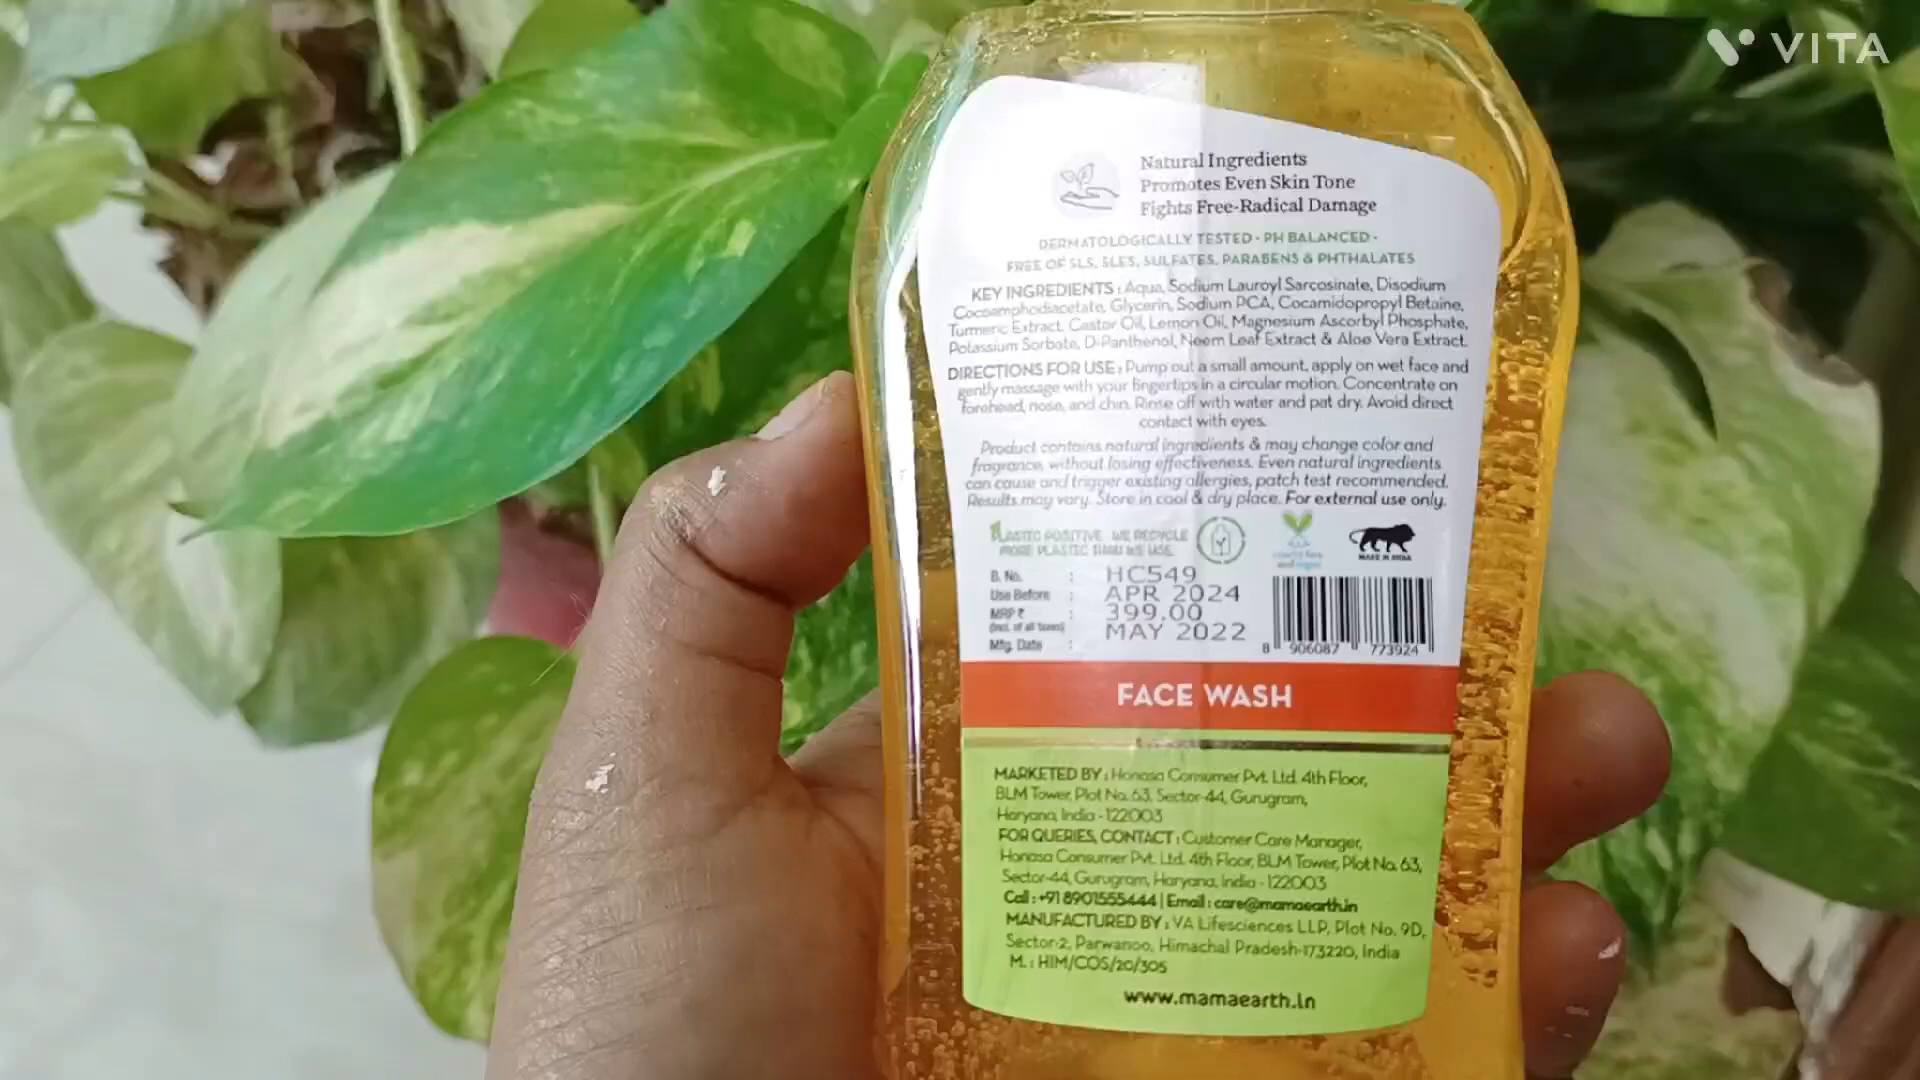 VITA
Natural Ingredients
Promotes Even Skin Tone
Fights Free-Radical Damage
DERMATOLOGICALLY TESTED • PH BALANCED •
FREE OF SLS, SLES, SULFATES, PARABENS & PHTHALATES
KEY INGREDIENTS : Aqua, Sodium Lauroyl Sarcosinate, Disodium
Cocoamphodiacetate, Glycerin, Sodium PCA, Cocamidopropyl Betaine,
Turmeric Extract, Castor Oil, Lemon Oil, Magnesium Ascorbyl Phosphate,
Potassium Sorbate, D-Panthenol, Neem Leaf Extract & Aloe Vera Extract.
DIRECTIONS FOR USE : Pump out a small amount, apply on wet face and
gently massage with your fingertips in a circular motion. Concentrate on
forehead, nose, and chin. Rinse off with water and pat dry. Avoid direct
contact with eyes.
Product contains natural ingredients & may change color and
fragrance, without losing effectiveness. Even natural ingredients
can cause and trigger existing allergies, patch test recommended.
Results may vary. Store in cool & dry place. For external use only.
PLASTIC POSITIVE WE RECYCLE
MORE PLASTIC THAN WE USE
MAKE IN INDIA
B. No. : HC549
Use Before : APR 2024
MRP ₹ : 399.00
(Incl. of all taxes)
Mfg. Date : MAY 2022
8 906087 773924
FACE WASH
MARKETED BY : Honasa Consumer Pvt. Ltd. 4th Floor,
BLM Tower, Plot No. 63, Sector-44, Gurugram,
Haryana, India - 122003
FOR QUERIES, CONTACT : Customer Care Manager,
Honasa Consumer Pvt. Ltd. 4th Floor, BLM Tower, Plot No. 63,
Sector-44, Gurugram, Haryana, India - 122003
Call : +91 8901555444 | Email : care@mamaearth.in
MANUFACTURED BY : VA Lifesciences LLP, Plot No. 9D,
Sector-2, Parwanoo, Himachal Pradesh-173220, India
M. : HIM/COS/20/305
www.mamaearth.in